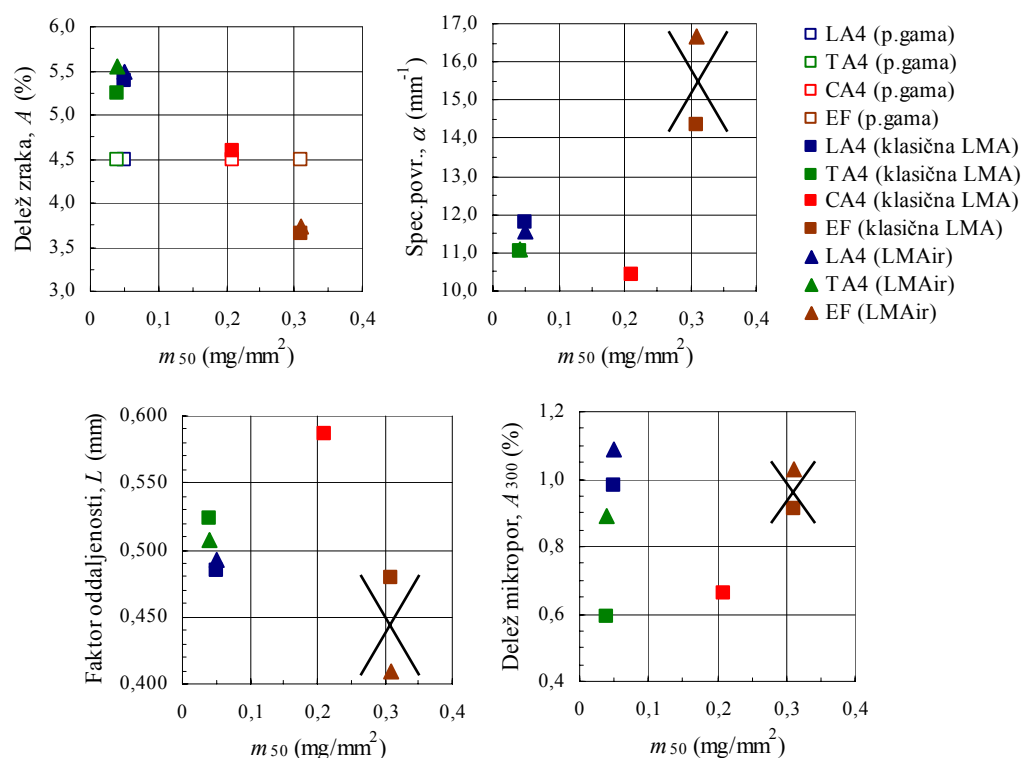 Delež zraka, A (%)
6,0
5,5
5,0
4,5
4,0
3,5
3,0
0
0,1
0,2
0,3
0,4
m 50 (mg/mm²)
Spec.povr., α (mm⁻¹)
17,0
16,0
15,0
14,0
13,0
12,0
11,0
10,0
0
0,1
0,2
0,3
0,4
m 50 (mg/mm²)
LA4 (p.gama)
TA4 (p.gama)
CA4 (p.gama)
EF (p.gama)
LA4 (klasična LMA)
TA4 (klasična LMA)
CA4 (klasična LMA)
EF (klasična LMA)
LA4 (LMAir)
TA4 (LMAir)
EF (LMAir)
Faktor oddaljenosti, L (mm)
0,600
0,550
0,500
0,450
0,400
0
0,1
0,2
0,3
0,4
m 50 (mg/mm²)
Delež mikropor, A 300 (%)
1,2
1,0
0,8
0,6
0,4
0
0,1
0,2
0,3
0,4
m 50 (mg/mm²)